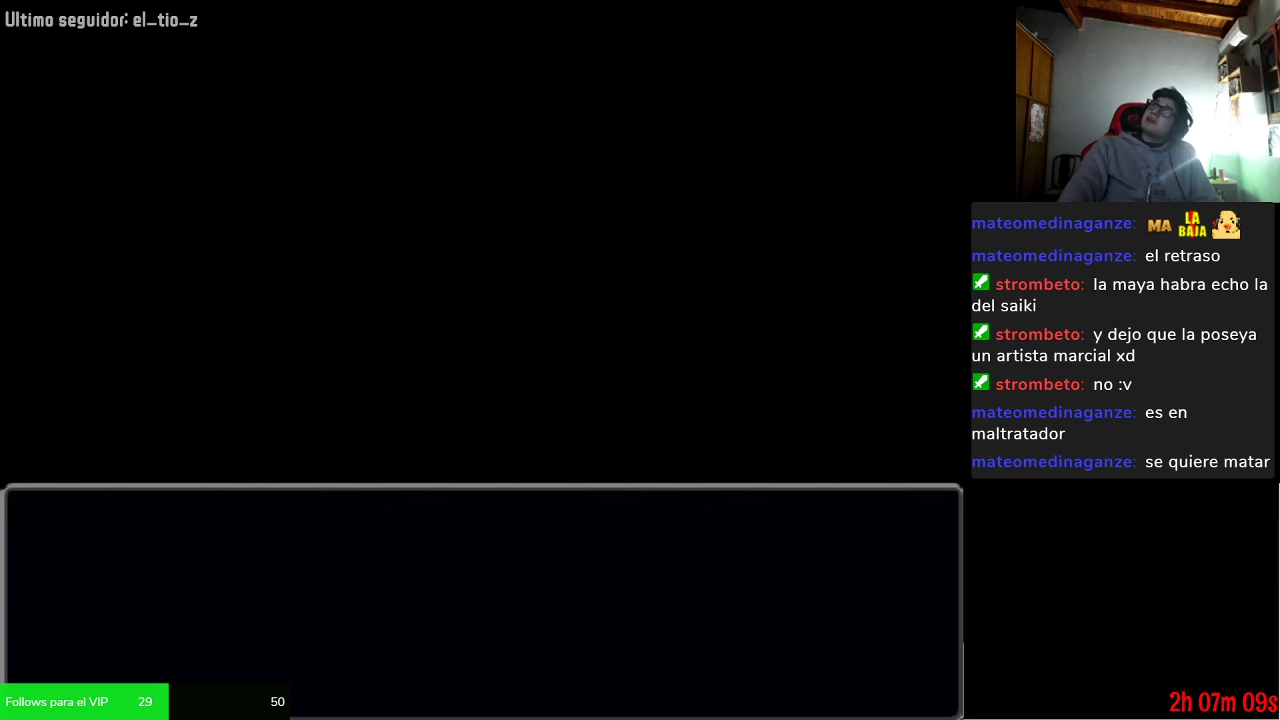 Ultimo seguidor: el_tio_z
mateomedinaganze: MA LA BAJA
mateomedinaganze: el retraso
strombeto: la maya habra echo la
del saiki
strombeto: y dejo que la poseya
un artista marcial xd
strombeto: no :v
mateomedinaganze: es en
maltratador
mateomedinaganze: se quiere matar
Follows para el VIP 29 50
2h 07m 09s